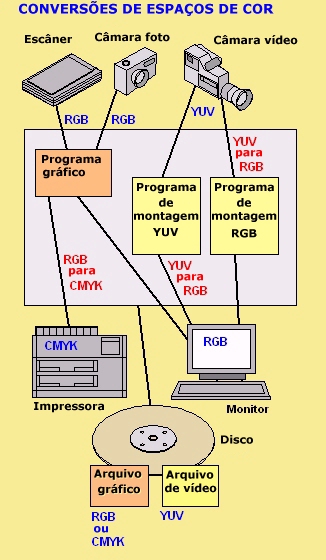 CONVERSÕES DE ESPAÇOS DE COR
Escâner
Câmara foto
Câmara vídeo
RGB
RGB
YUV
YUV
para
RGB
Programa
gráfico
Programa
de
montagem
YUV
Programa
de
montagem
RGB
RGB
para
CMYK
YUV
para
RGB
CMYK
RGB
Impressora
Monitor
Disco
Arquivo
gráfico
Arquivo
de vídeo
RGB
ou
CMYK
YUV